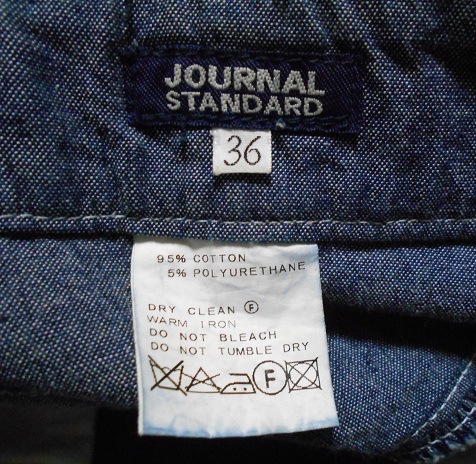 JOURNAL
STANDARD
36
95% COTTON
5% POLYURETHANE
DRY CLEAN Ⓕ
WARM IRON
DO NOT BLEACH
DO NOT TUMBLE DRY
F